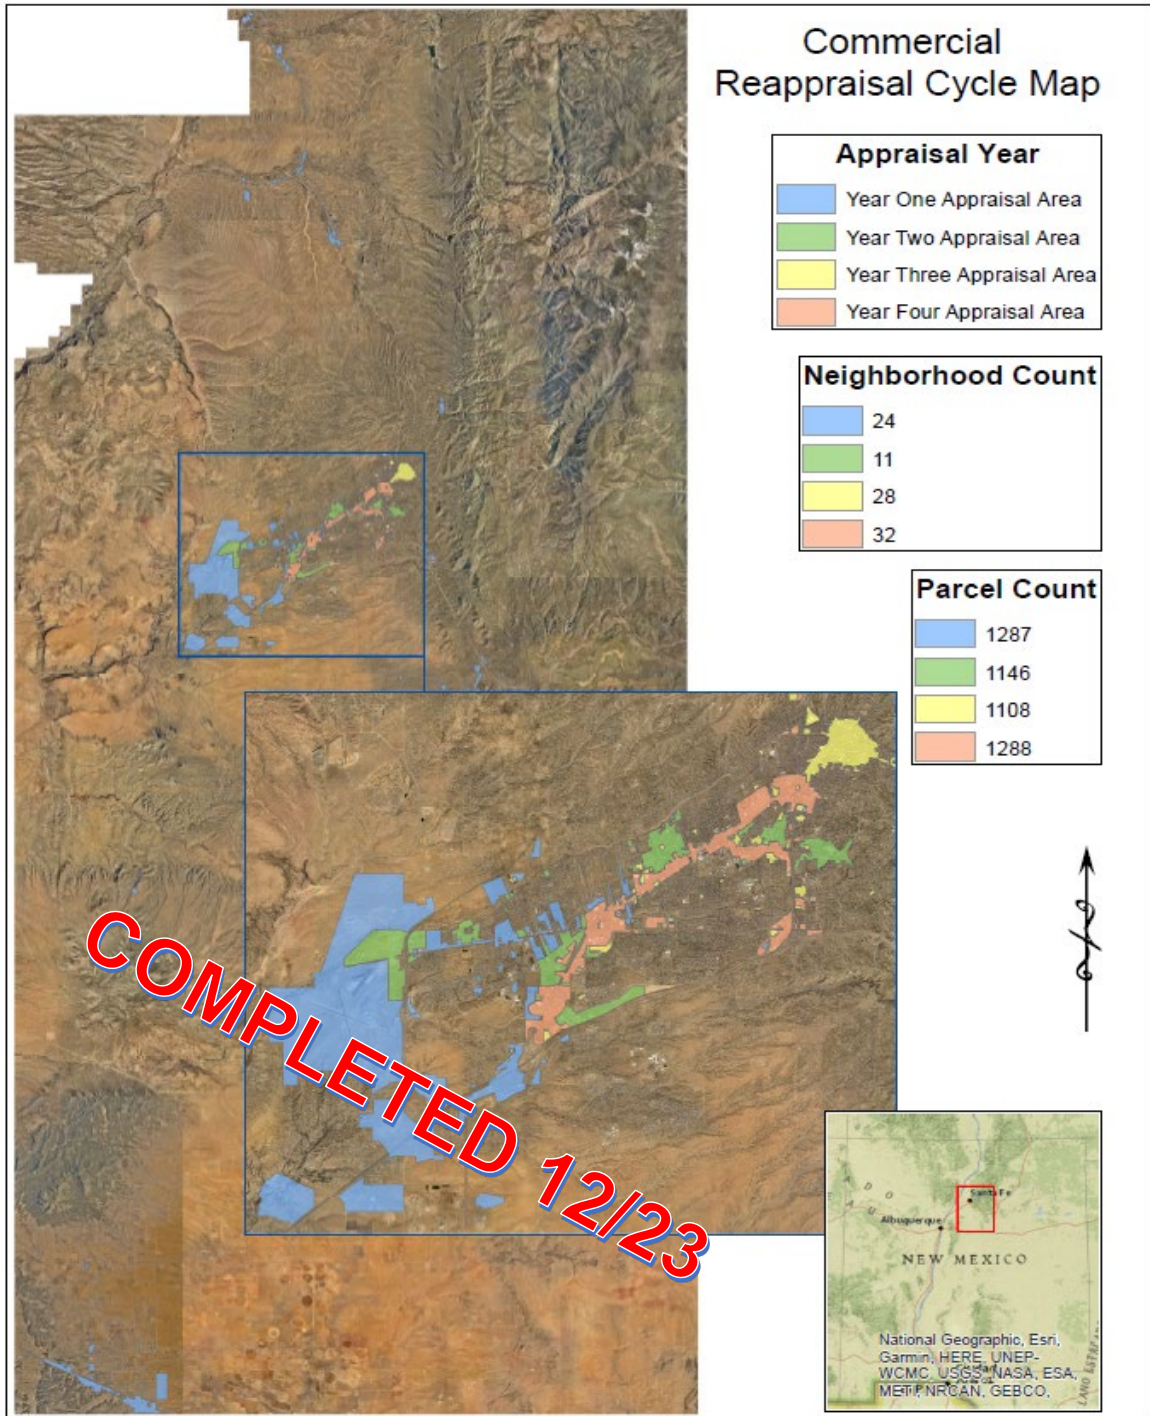 Commercial
Reappraisal Cycle Map
Appraisal Year
Year One Appraisal Area
Year Two Appraisal Area
Year Three Appraisal Area
Year Four Appraisal Area
Neighborhood Count
24
11
28
32
Parcel Count
1287
1146
1108
1288
COMPLETED 12/23
Santa Fe
Albuquerque
NEW MEXICO
National Geographic, Esri,
Garmin, HERE, UNEP-
WCMC, USGS, NASA, ESA,
METI, NRCAN, GEBCO,